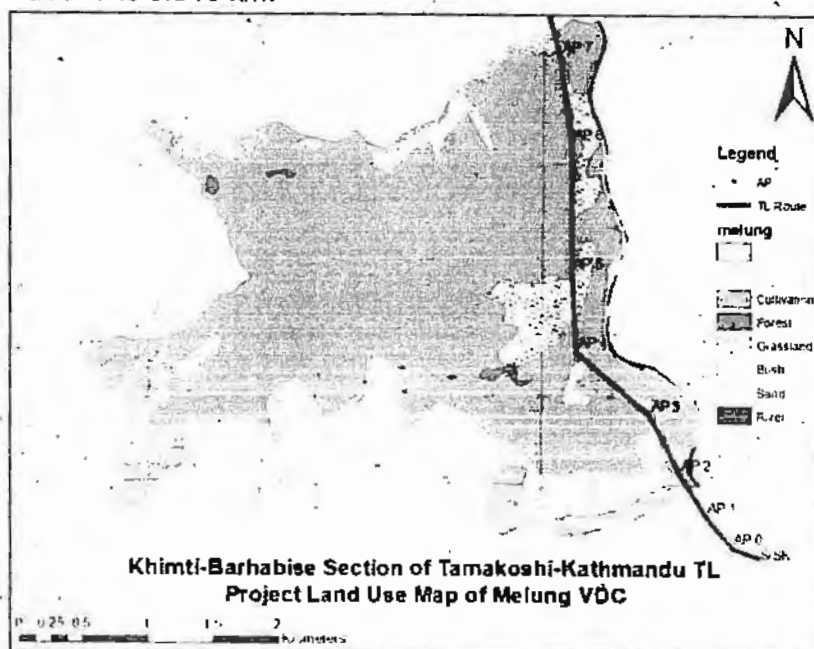 N
AP 7
AP 6
AP 5
AP 4
AP 3
AP 2
AP 1
AP 0
Legend
AP
TL Route
melung
Cultivation
Forest
Grassland
Bush
Sand
River
Khimti-Barhabise Section of Tamakoshi-Kathmandu TL
Project Land Use Map of Melung VDC
0 0.25 0.5 1 1.5 2
Kilometers